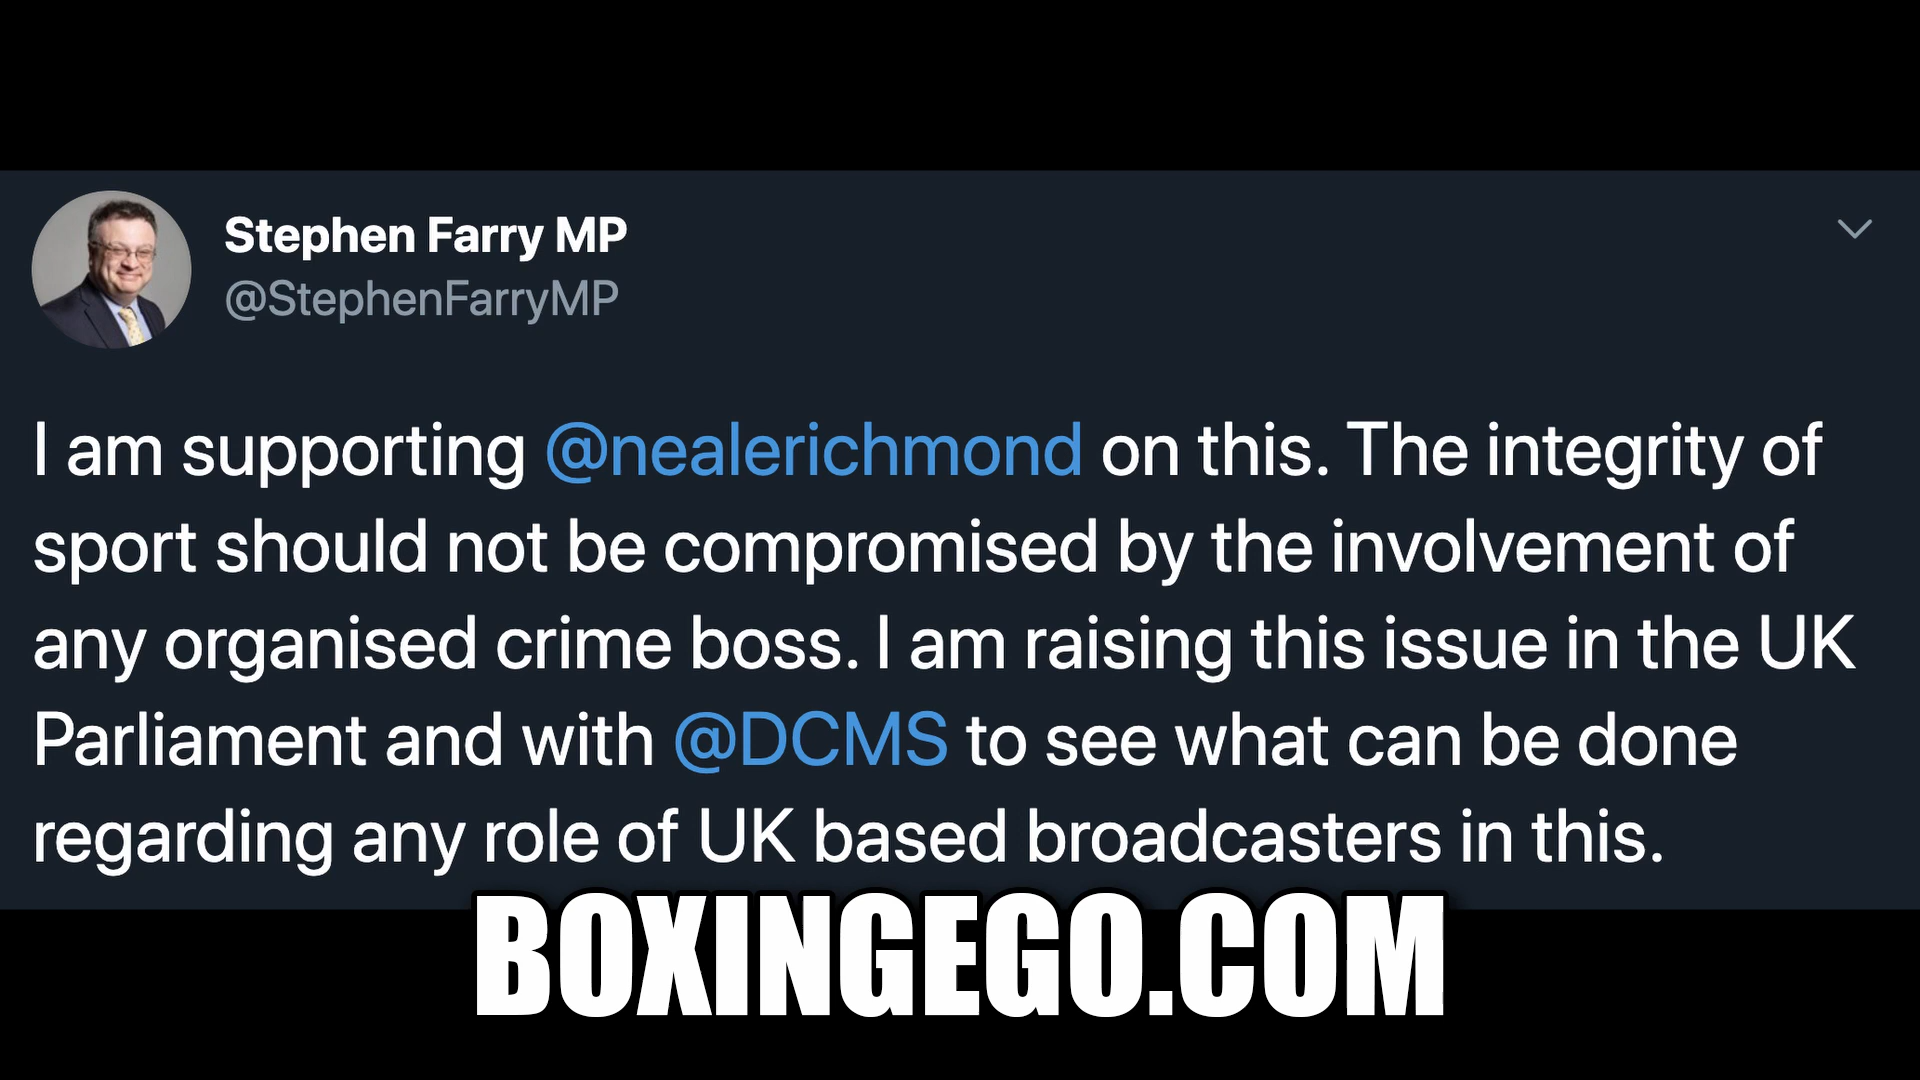 Stephen Farry MP
@StephenFarryMP
I am supporting @nealerichmond on this. The integrity of
sport should not be compromised by the involvement of
any organised crime boss. I am raising this issue in the UK
Parliament and with @DCMS to see what can be done
regarding any role of UK based broadcasters in this.
BOXINGEGO.COM